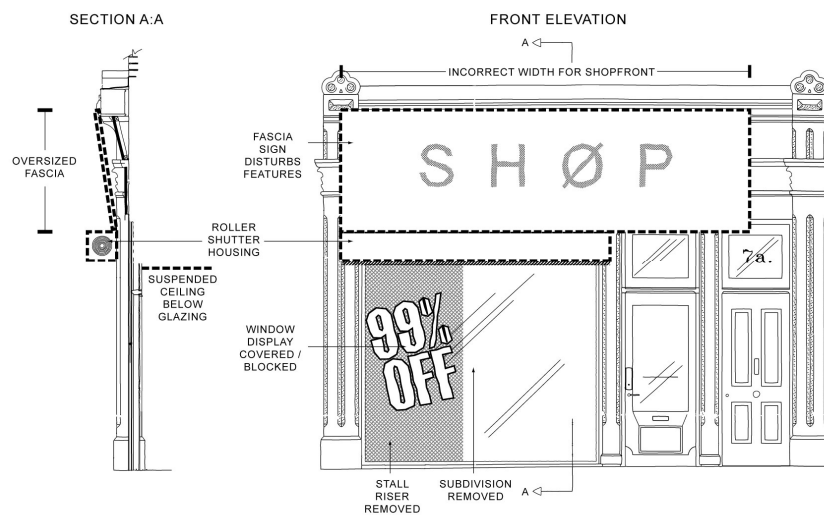 SECTION A:A
FRONT ELEVATION
A
INCORRECT WIDTH FOR SHOPFRONT
OVERSIZED
FASCIA
FASCIA
SIGN
DISTURBS
FEATURES
SHØP
ROLLER
SHUTTER
HOUSING
7a.
SUSPENDED
CEILING
BELOW
GLAZING
WINDOW
DISPLAY
COVERED /
BLOCKED
99%
OFF
STALL
RISER
REMOVED
SUBDIVISION
REMOVED
A